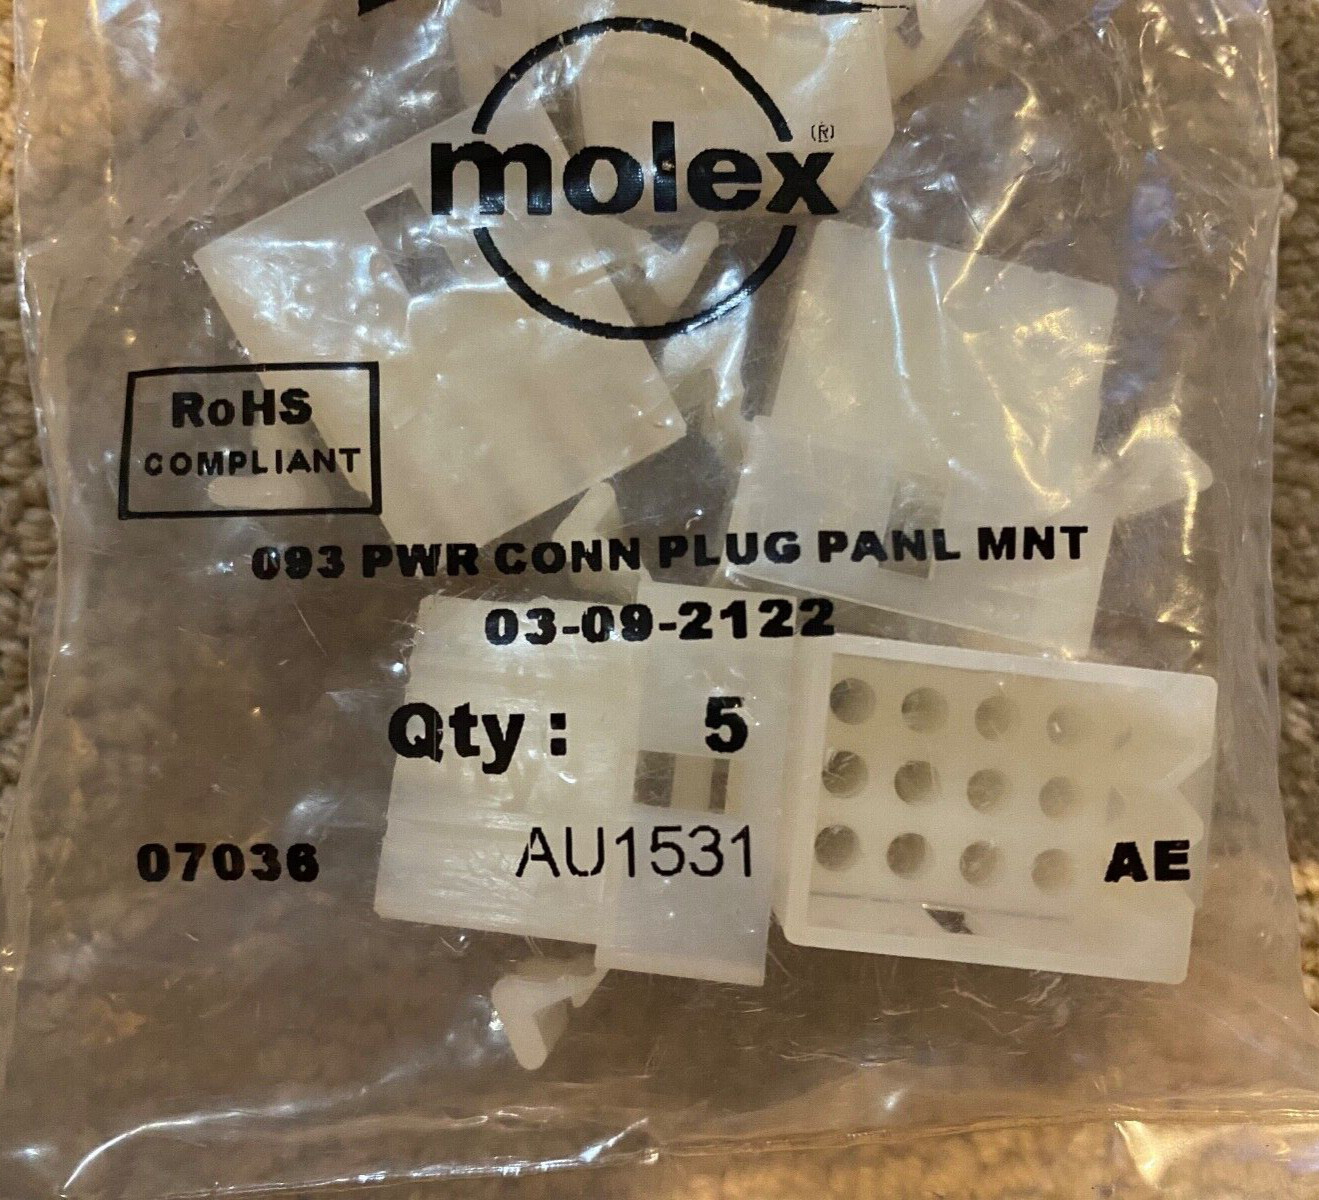 molex (R)
RoHS
COMPLIANT
093 PWR CONN PLUG PANL MNT
03-09-2122
Qty : 5
07036 AU1531 AE